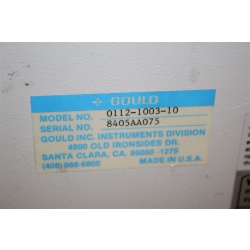 GOULD
MODEL NO. 0112-1003-10
SERIAL NO. 8405AA075
GOULD INC. INSTRUMENTS DIVISION
4600 OLD IRONSIDES DR.
SANTA CLARA, CA. 95050-1276
(408) 988-6800
MADE IN U.S.A.